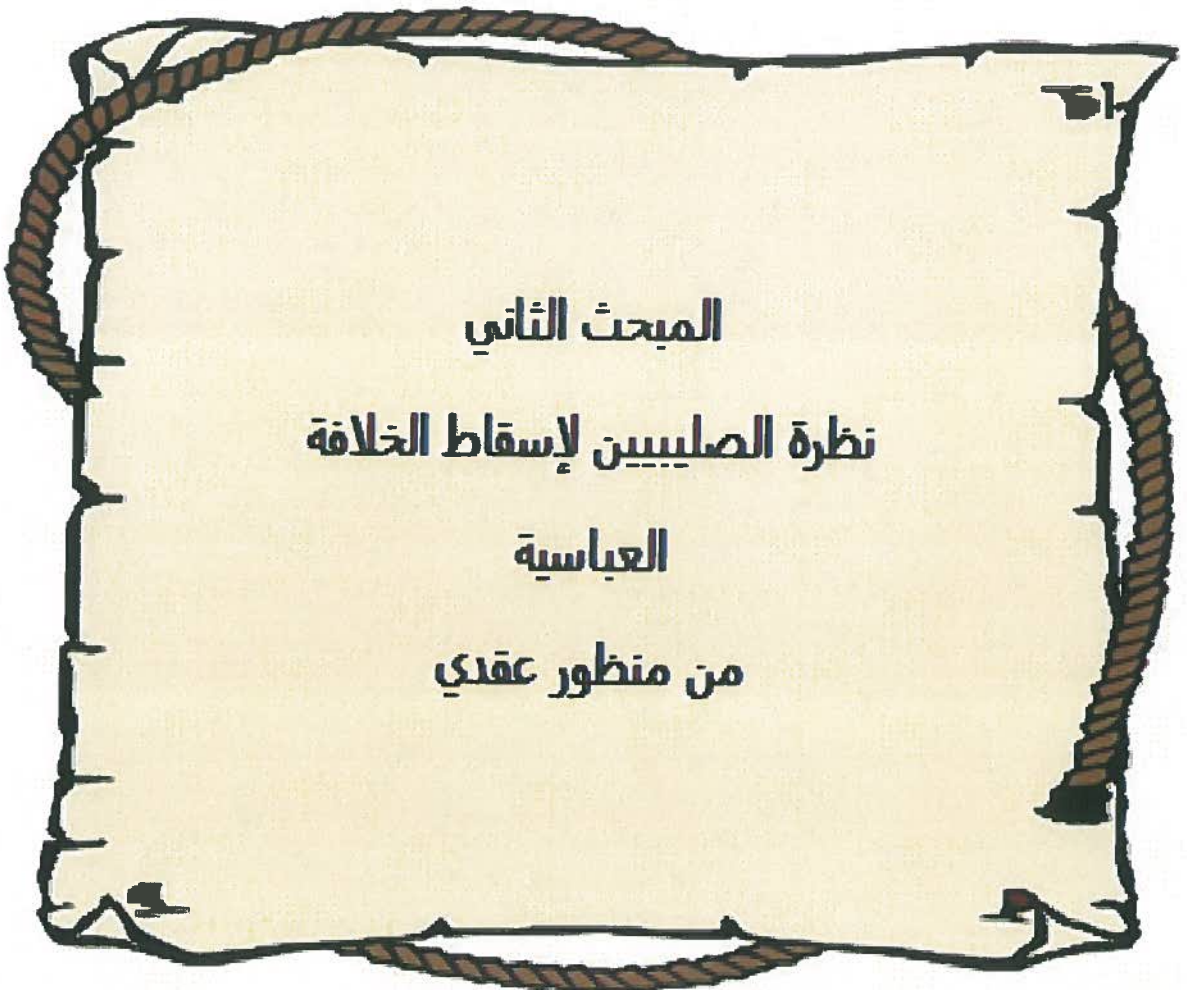 المبحث الثاني
نظرة الصليبيين لإسقاط الخلافة
العباسية
من منظور عقدي